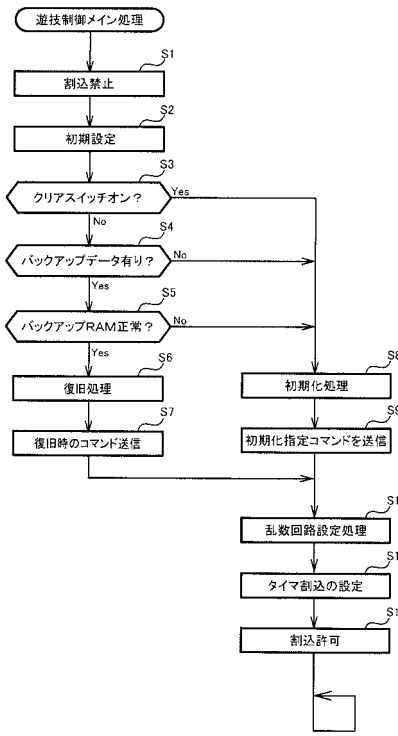 遊技制御メイン処理
S1
割込禁止
S2
初期設定
S3
クリアスイッチオン？
Yes
No
S4
バックアップデータ有り？
No
Yes
S5
バックアップRAM正常？
No
Yes
S6
復旧処理
S7
復旧時のコマンド送信
S8
初期化処理
S9
初期化指定コマンドを送信
S1
乱数回路設定処理
S1
タイマ割込の設定
S1
割込許可